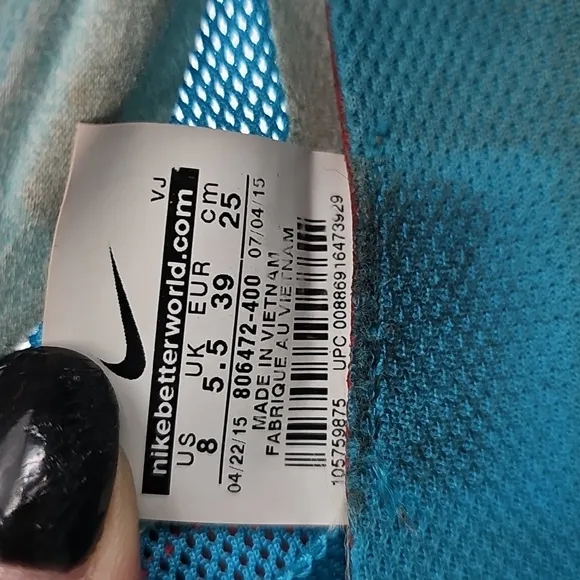 VJ
nikebetterworld.com
US UK EUR cm
8 5.5 39 25
04/22/15 806472-400 07/04/15
MADE IN VIETNAM
FABRIQUE AU VIETNAM
105759875 UPC 00886916473929